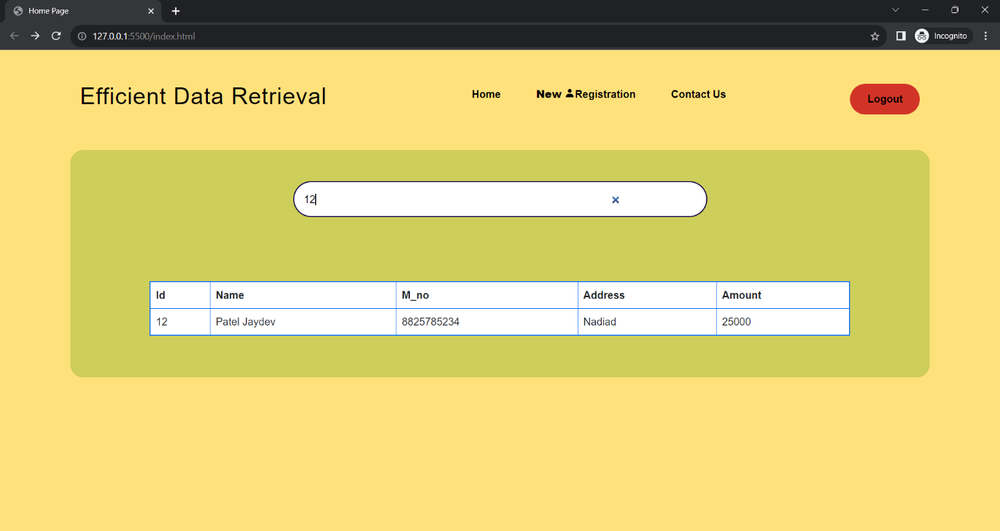 Home Page
127.0.0.1:5500/index.html
Incognito
Efficient Data Retrieval
Home
New Registration
Contact Us
Logout
12
Id Name M_no Address Amount
12 Patel Jaydev 8825785234 Nadiad 25000